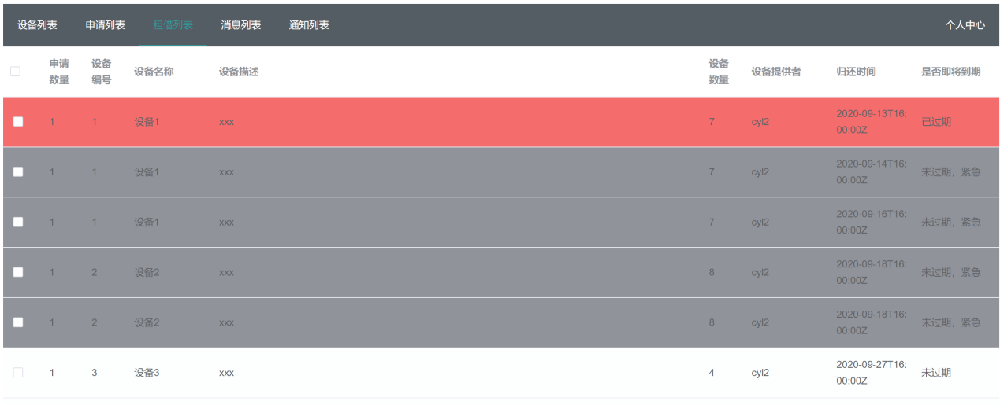 设备列表 申请列表 租借列表 消息列表 通知列表 个人中心
申请数量 设备编号 设备名称 设备描述 设备数量 设备提供者 归还时间 是否即将到期
1 1 设备1 xxx 7 cyl2 2020-09-13T16:00:00Z 已过期
1 1 设备1 xxx 7 cyl2 2020-09-14T16:00:00Z 未过期，紧急
1 1 设备1 xxx 7 cyl2 2020-09-16T16:00:00Z 未过期，紧急
1 2 设备2 xxx 8 cyl2 2020-09-18T16:00:00Z 未过期，紧急
1 2 设备2 xxx 8 cyl2 2020-09-18T16:00:00Z 未过期，紧急
1 3 设备3 xxx 4 cyl2 2020-09-27T16:00:00Z 未过期